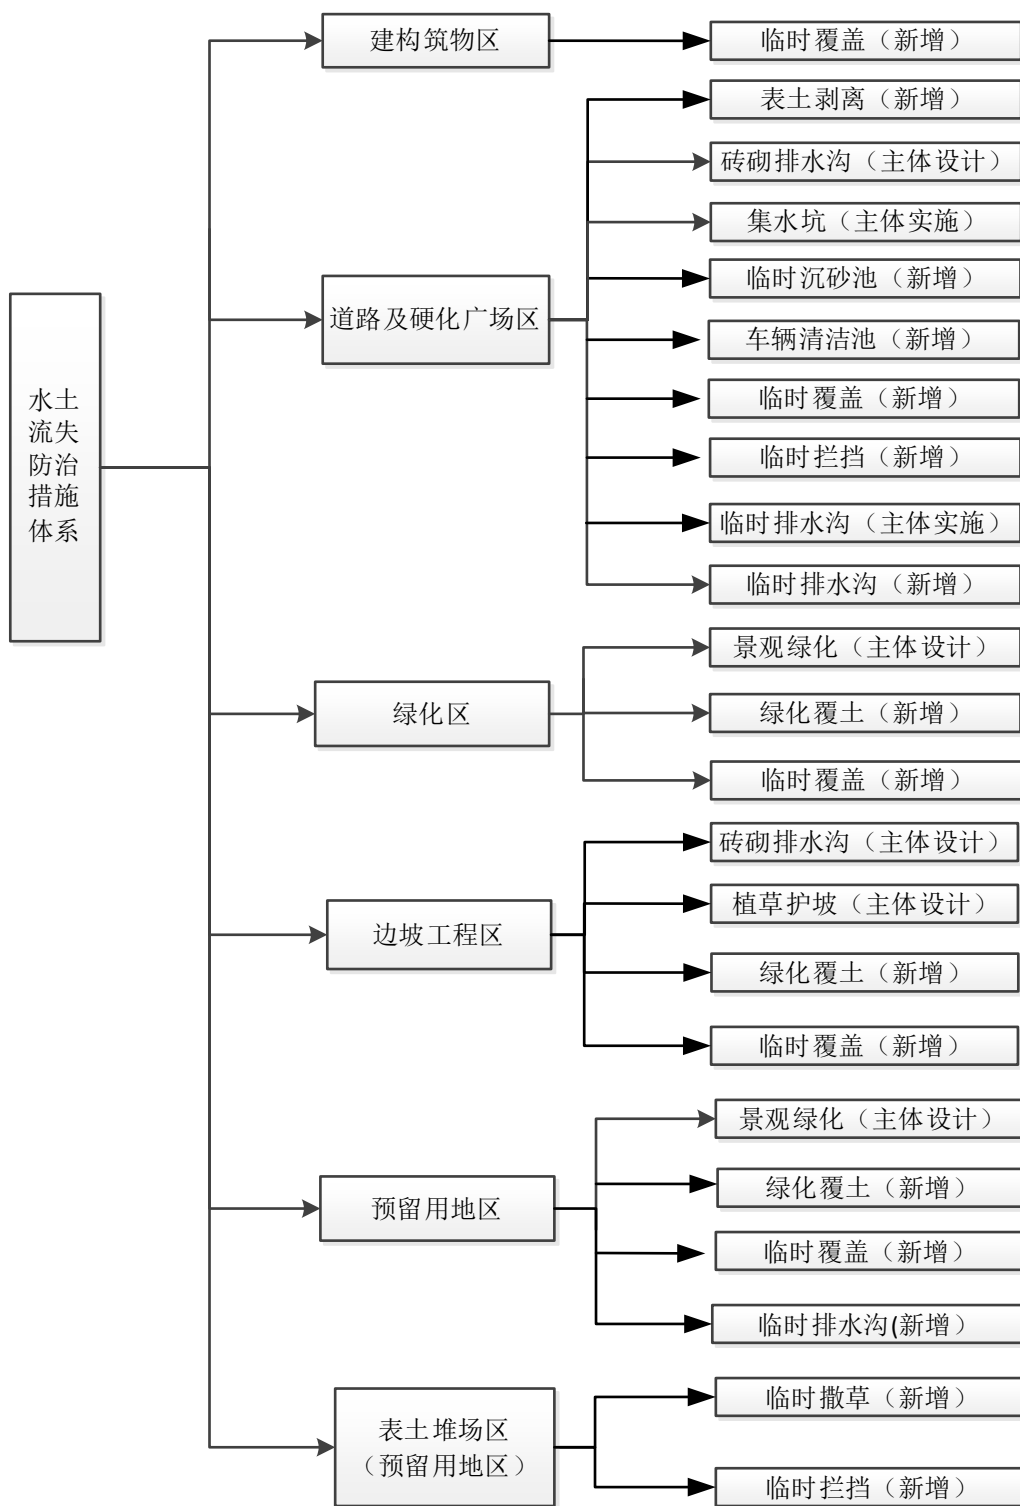 水土
流失
防治
措施
体系
建构筑物区
临时覆盖（新增）
道路及硬化广场区
表土剥离（新增）
砖砌排水沟（主体设计）
集水坑（主体实施）
临时沉砂池（新增）
车辆清洁池（新增）
临时覆盖（新增）
临时拦挡（新增）
临时排水沟（主体实施）
临时排水沟（新增）
绿化区
景观绿化（主体设计）
绿化覆土（新增）
临时覆盖（新增）
边坡工程区
砖砌排水沟（主体设计）
植草护坡（主体设计）
绿化覆土（新增）
临时覆盖（新增）
预留用地区
景观绿化（主体设计）
绿化覆土（新增）
临时覆盖（新增）
临时排水沟(新增）
表土堆场区
（预留用地区）
临时撒草（新增）
临时拦挡（新增）